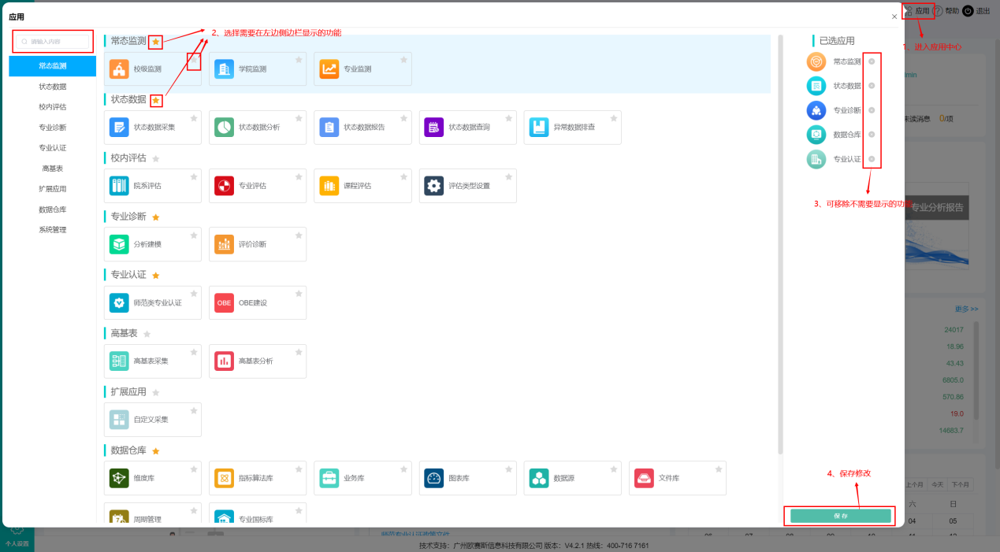 应用
×
应用
帮助
退出
请输入内容
常态监测
状态数据
校内评估
专业诊断
专业认证
高基表
扩展应用
数据仓库
系统管理
2、选择需要在左边侧边栏显示的功能
常态监测
校级监测
学院监测
专业监测
状态数据
状态数据采集
状态数据分析
状态数据报告
状态数据查询
异常数据排查
校内评估
院系评估
专业评估
课程评估
评估类型设置
专业诊断
分析建模
评价诊断
专业认证
师范类专业认证
OBE
OBE建设
高基表
高基表采集
高基表分析
扩展应用
自定义采集
数据仓库
维度库
指标算法库
业务库
图表库
数据源
文件库
周期管理
专业国标库
已选应用
常态监测
状态数据
专业诊断
数据仓库
专业认证
1、进入应用中心
3、可移除不需要显示的功能
4、保存修改
保存
min
未读消息 0/项
专业分析报告
更多 >>
24017
18.96
43.43
6805.0
570.86
19.0
14683.7
上个月 今天 下个月
六 日
04 05
个人设置
师范专业认证政策文件
技术支持：广州欧赛斯信息科技有限公司 版本：V4.2.1 热线：400-716 7161